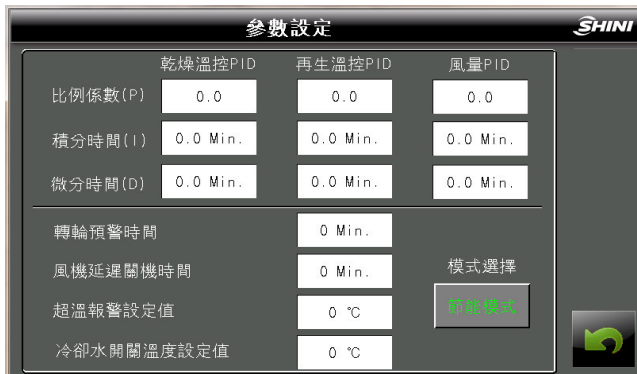 參數設定
SHINI
乾燥溫控PID 再生溫控PID 風量PID
比例係數(P) 0.0 0.0 0.0
積分時間(I) 0.0 Min. 0.0 Min. 0.0 Min.
微分時間(D) 0.0 Min. 0.0 Min. 0.0 Min.
轉輪預警時間 0 Min.
風機延遲關機時間 0 Min. 模式選擇
超溫報警設定值 0 ℃ 節能模式
冷卻水開關溫度設定值 0 ℃